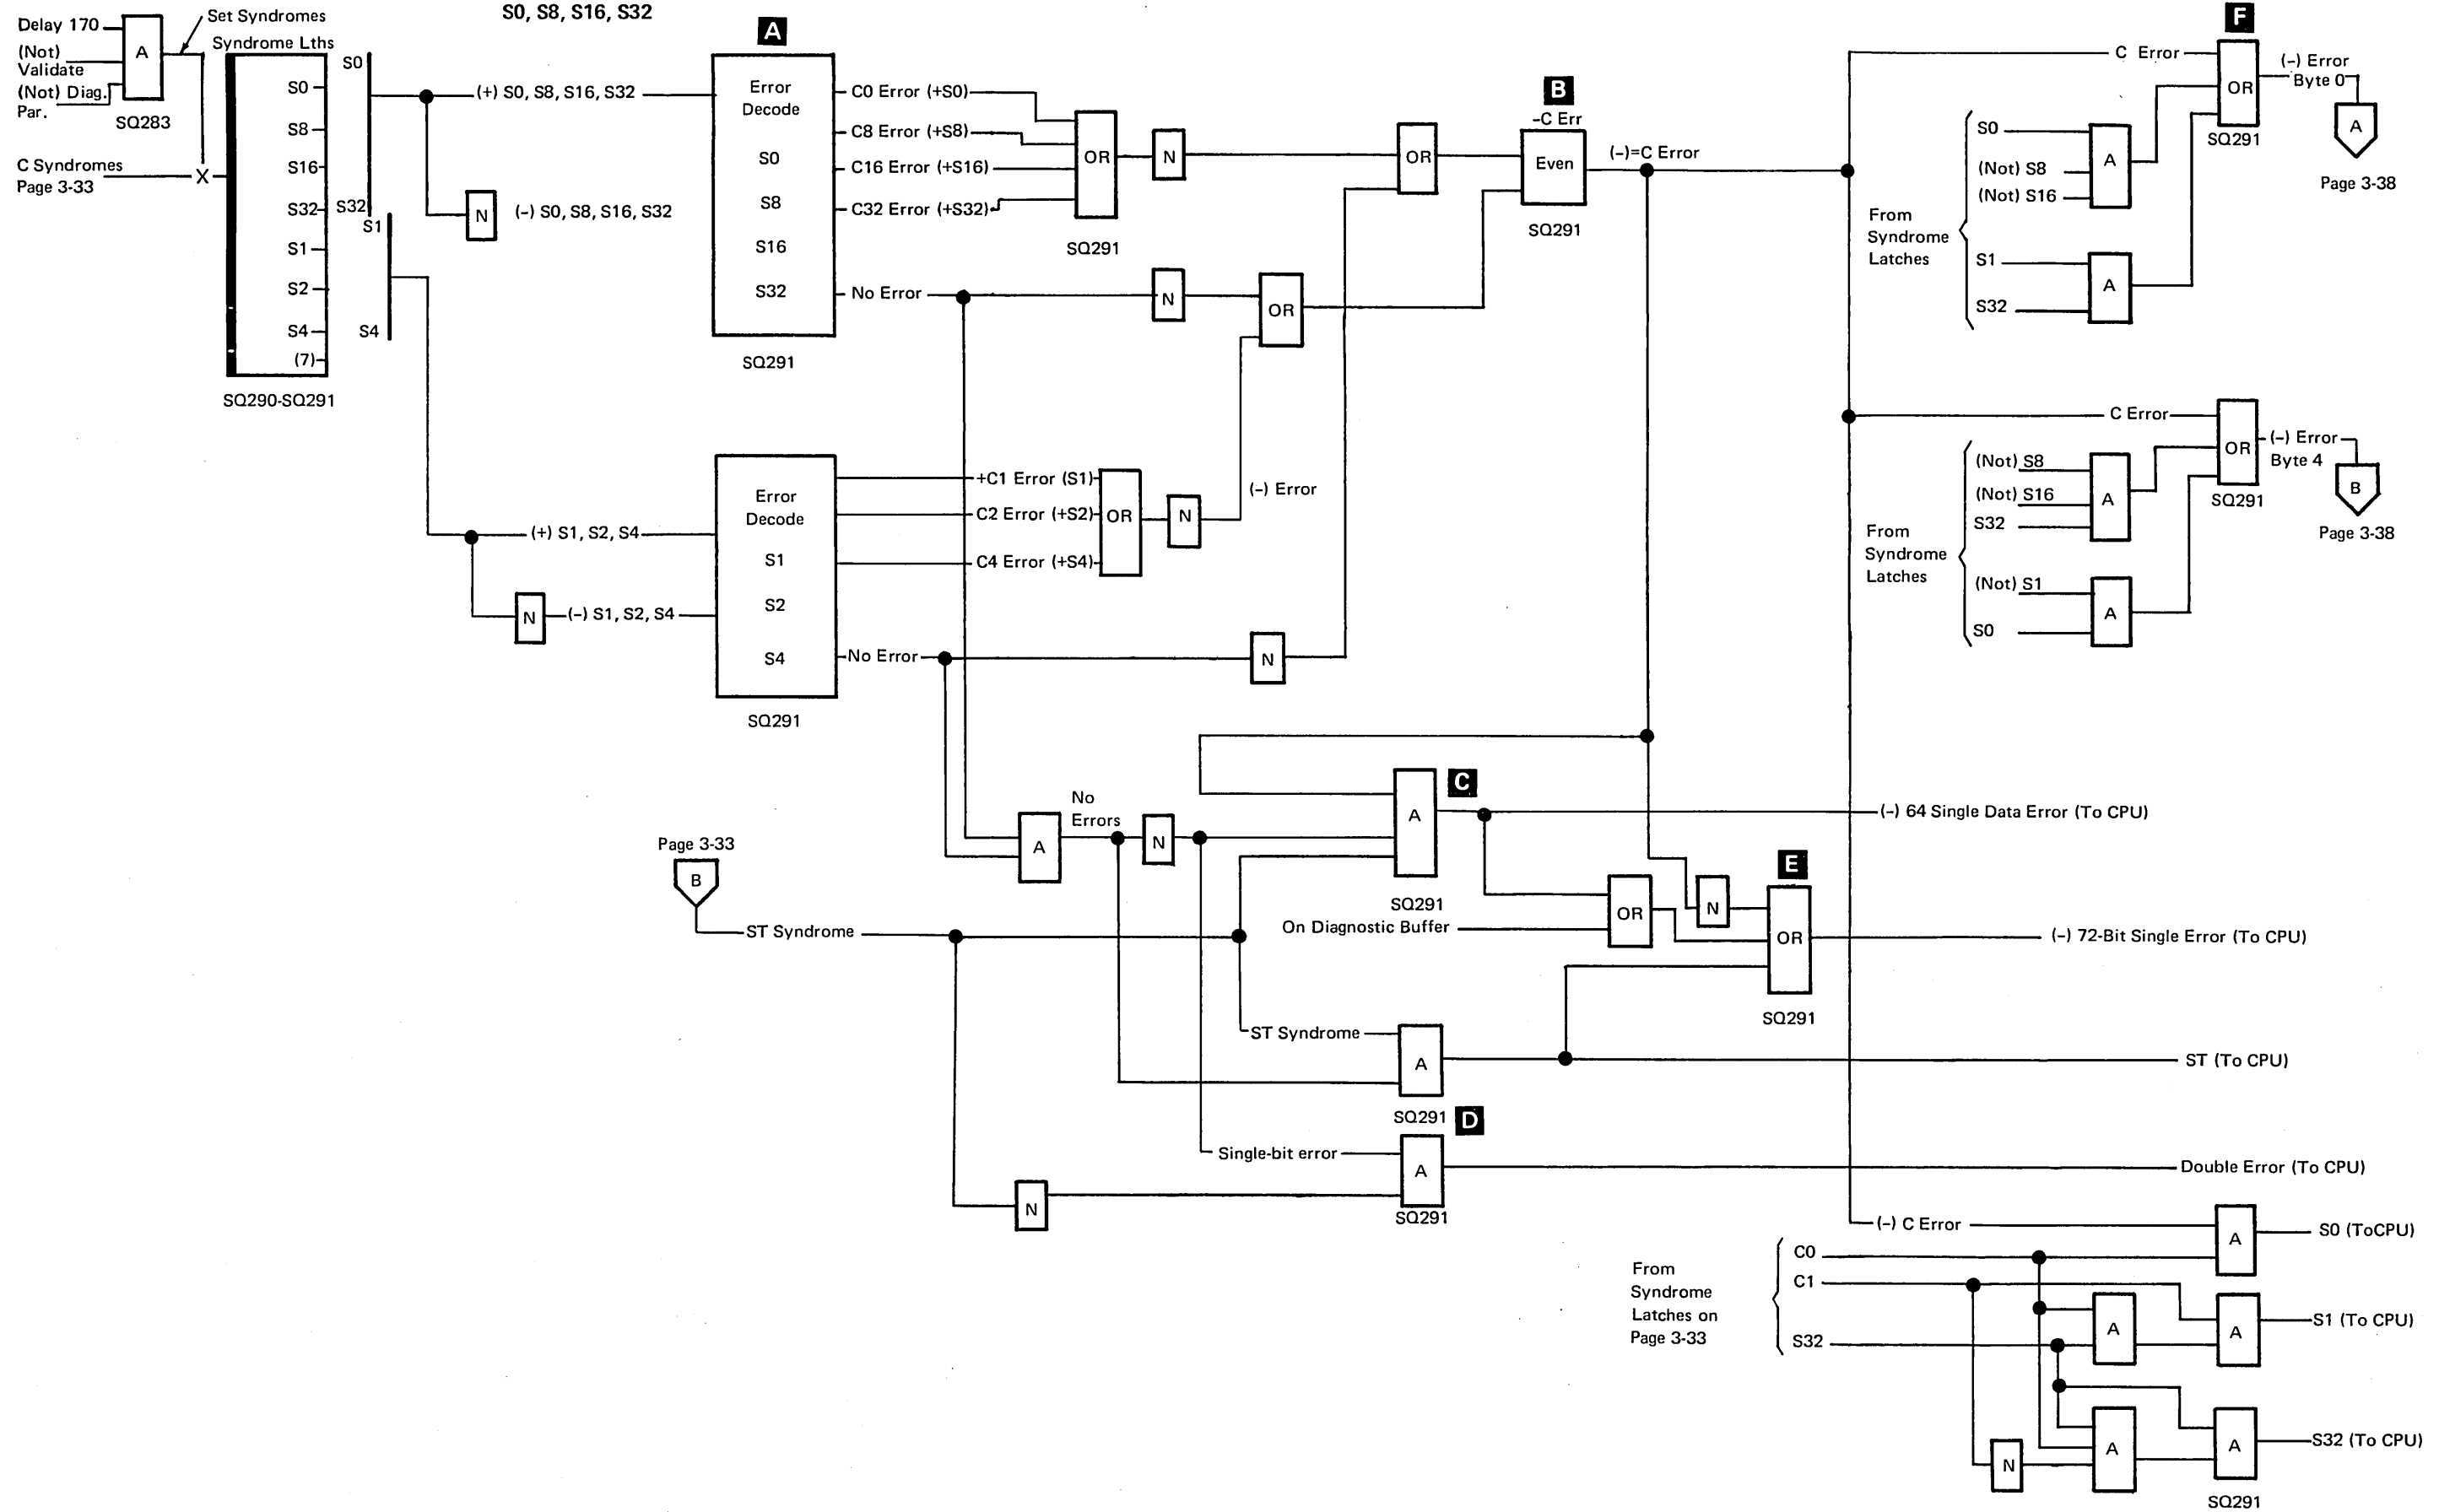 S0, S8, S16, S32
Delay 170
(Not)
Validate
(Not) Diag.
Par.
A
SQ283
Set Syndromes
Syndrome Lths
C Syndromes
Page 3-33
X
S0
S8
S16
S32
S1
S2
S4
(7)
SQ290-SQ291
S0
S32
S1
S4
(+) S0, S8, S16, S32
N
(-) S0, S8, S16, S32
A
Error
Decode
S0
S8
S16
S32
SQ291
C0 Error (+S0)
C8 Error (+S8)
C16 Error (+S16)
C32 Error (+S32)
No Error
OR
SQ291
N
OR
B
-C Err
Even
SQ291
(-)=C Error
N
OR
(+) S1, S2, S4
N
(-) S1, S2, S4
Error
Decode
S1
S2
S4
SQ291
+C1 Error (S1)
C2 Error (+S2)
C4 Error (+S4)
No Error
OR
N
(-) Error
N
F
C Error
OR
SQ291
(-) Error
Byte 0
A
Page 3-38
From
Syndrome
Latches
S0
(Not) S8
(Not) S16
A
S1
S32
A
C Error
OR
SQ291
(-) Error
Byte 4
B
Page 3-38
From
Syndrome
Latches
(Not) S8
(Not) S16
S32
A
(Not) S1
S0
A
Page 3-33
B
ST Syndrome
A
No
Errors
N
C
A
SQ291
(-) 64 Single Data Error (To CPU)
On Diagnostic Buffer
OR
N
E
OR
SQ291
(-) 72-Bit Single Error (To CPU)
ST Syndrome
A
SQ291
ST (To CPU)
D
Single-bit error
A
SQ291
N
Double Error (To CPU)
(-) C Error
A
S0 (ToCPU)
From
Syndrome
Latches on
Page 3-33
C0
C1
S32
A
A
S1 (To CPU)
N
A
A
S32 (To CPU)
SQ291